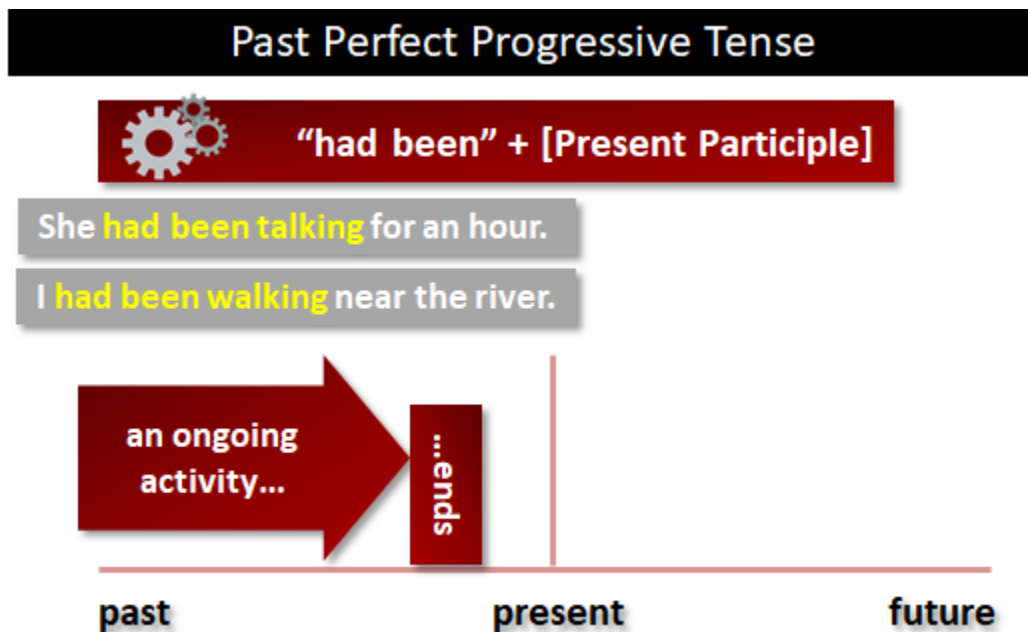 Past Perfect Progressive Tense
“had been” + [Present Participle]
She had been talking for an hour.
I had been walking near the river.
an ongoing
activity...
...ends
past present future